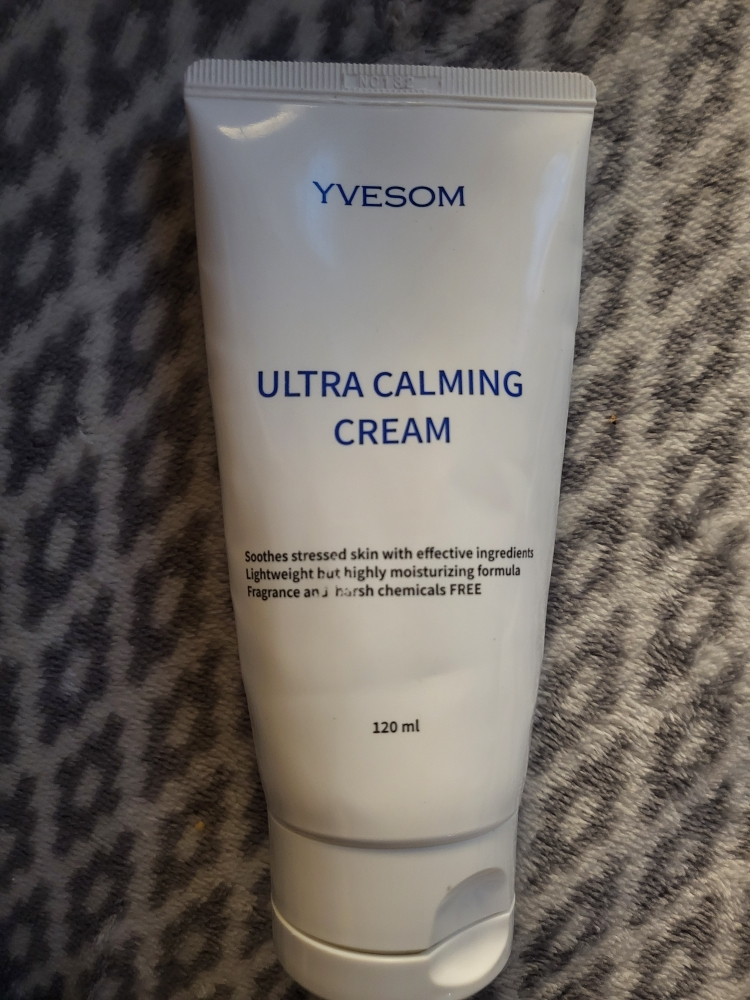 YVESOM
ULTRA CALMING
CREAM
Soothes stressed skin with effective ingredients
Lightweight but highly moisturizing formula
Fragrance and harsh chemicals FREE
120 ml